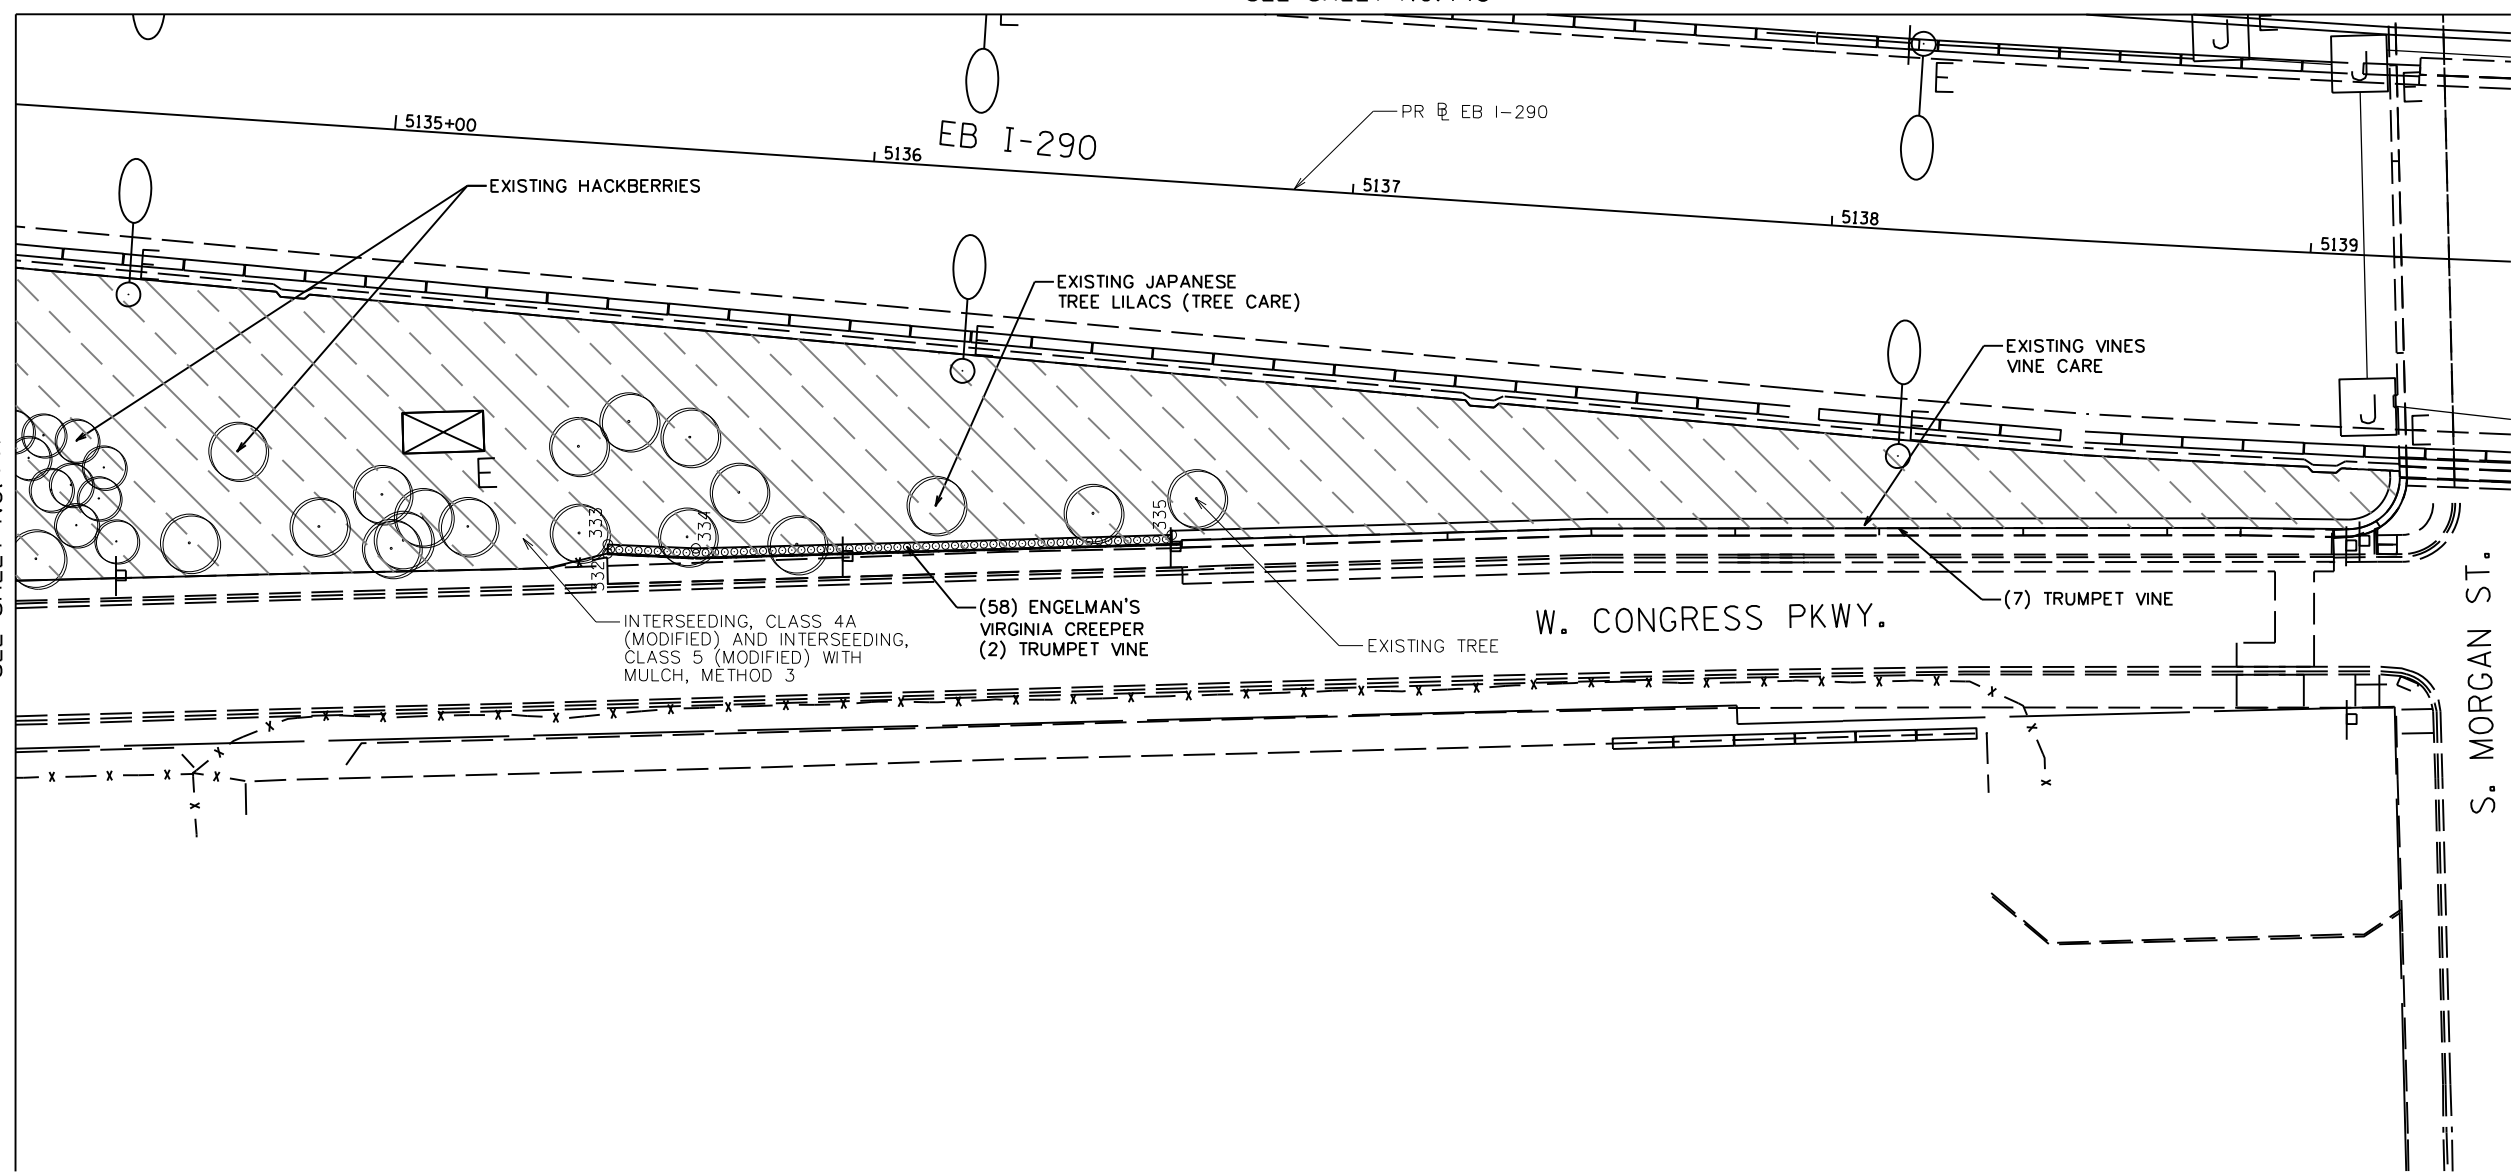 5135+00
5136
EB I-290
PR ⅊ EB I-290
5137
5138
5139
E
E
J
J
E
EXISTING HACKBERRIES
E
EXISTING JAPANESE
TREE LILACS (TREE CARE)
E
EXISTING VINES
VINE CARE
E
J
E
E
333
334
335
332
P
P
P
P
INTERSEEDING, CLASS 4A
(MODIFIED) AND INTERSEEDING,
CLASS 5 (MODIFIED) WITH
MULCH, METHOD 3
(58) ENGELMAN'S
VIRGINIA CREEPER
(2) TRUMPET VINE
EXISTING TREE
W. CONGRESS PKWY.
(7) TRUMPET VINE
S. MORGAN ST.
P